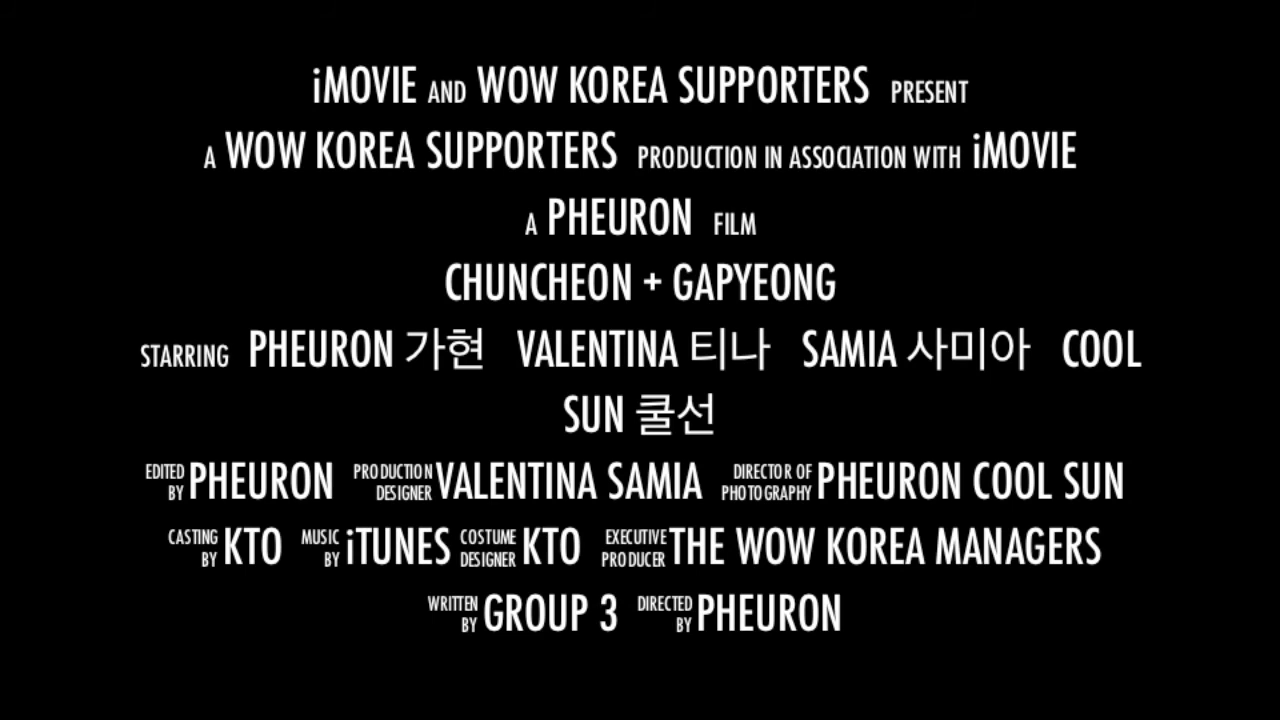 iMOVIE AND WOW KOREA SUPPORTERS PRESENT
A WOW KOREA SUPPORTERS PRODUCTION IN ASSOCIATION WITH iMOVIE
A PHEURON FILM
CHUNCHEON + GAPYEONG
STARRING PHEURON 가현 VALENTINA 티나 SAMIA 사미아 COOL
SUN 쿨선
EDITED BY PHEURON PRODUCTION DESIGNER VALENTINA SAMIA DIRECTOR OF PHOTOGRAPHY PHEURON COOL SUN
CASTING BY KTO MUSIC BY iTUNES COSTUME DESIGNER KTO EXECUTIVE PRODUCER THE WOW KOREA MANAGERS
WRITTEN BY GROUP 3 DIRECTED BY PHEURON